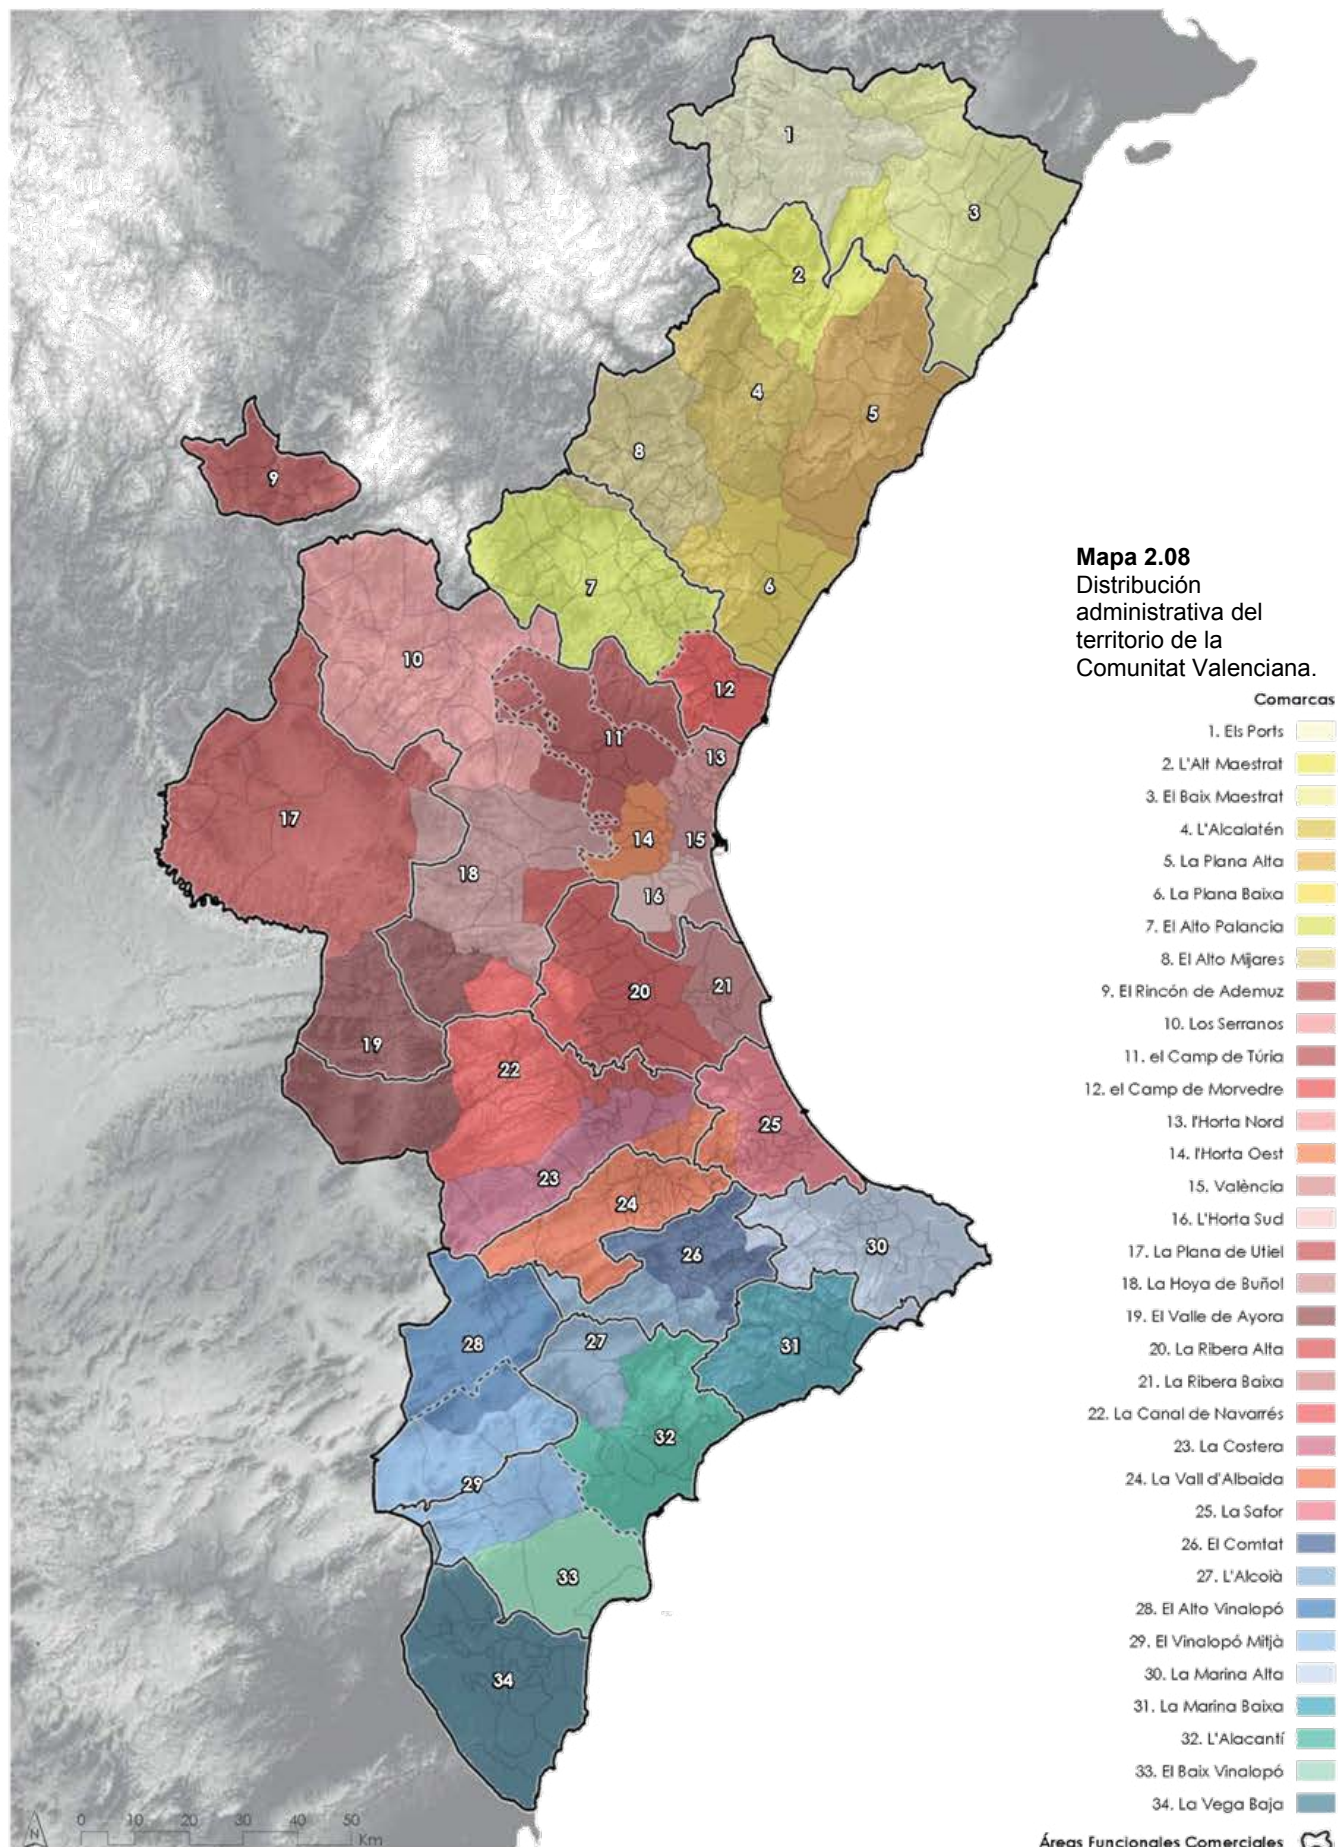 1
3
2
4
5
8
9
7
6
10
12
11
13
17
14
15
18
16
20
21
19
22
25
23
24
26
30
28
27
31
32
29
33
34
Mapa 2.08
Distribución
administrativa del
territorio de la
Comunitat Valenciana.
Comarcas
1. Els Ports
2. L'Alt Maestrat
3. El Baix Maestrat
4. L'Alcalatén
5. La Plana Alta
6. La Plana Baixa
7. El Alto Palancia
8. El Alto Mijares
9. El Rincón de Ademuz
10. Los Serranos
11. el Camp de Túria
12. el Camp de Morvedre
13. l'Horta Nord
14. l'Horta Oest
15. València
16. L'Horta Sud
17. La Plana de Utiel
18. La Hoya de Buñol
19. El Valle de Ayora
20. La Ribera Alta
21. La Ribera Baixa
22. La Canal de Navarrés
23. La Costera
24. La Vall d'Albaida
25. La Safor
26. El Comtat
27. L'Alcoià
28. El Alto Vinalopó
29. El Vinalopó Mitjà
30. La Marina Alta
31. La Marina Baixa
32. L'Alacantí
33. El Baix Vinalopó
34. La Vega Baja
Áreas Funcionales Comerciales
N
0 10 20 30 40 50
Km